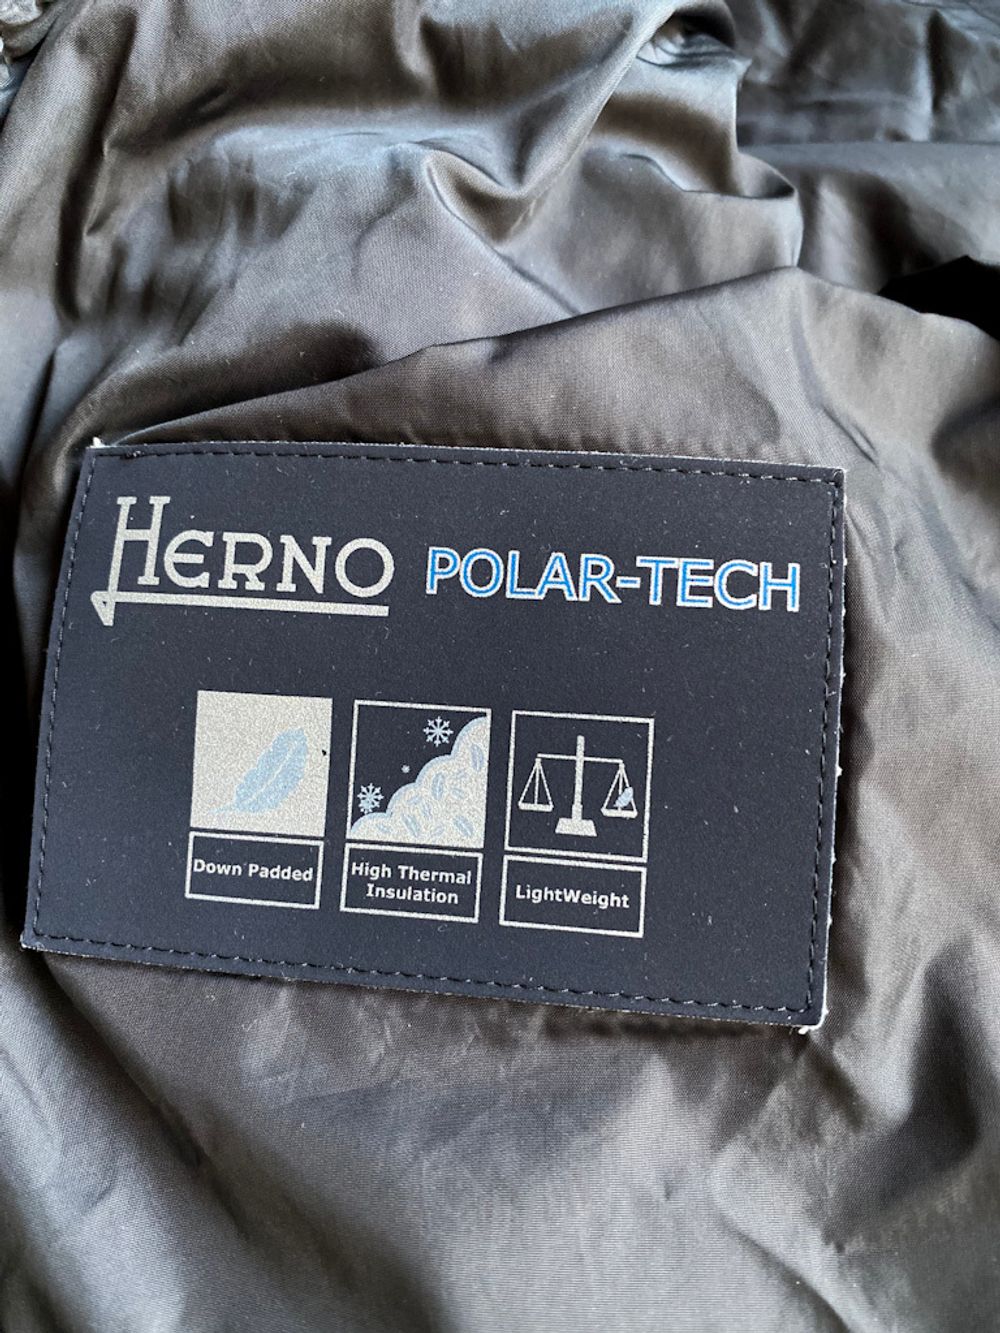 HERNO POLAR-TECH
Down Padded
High Thermal
Insulation
LightWeight